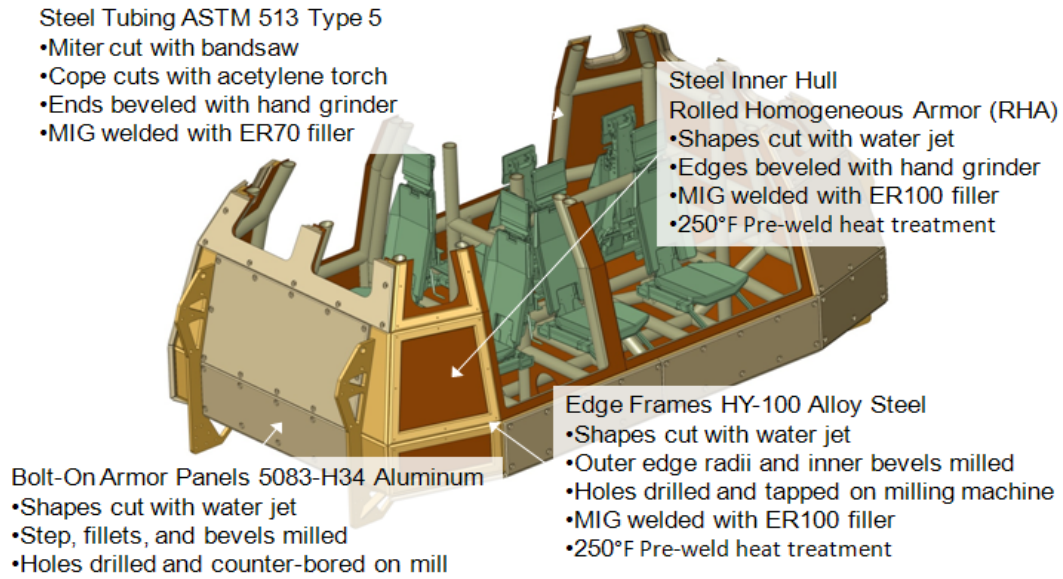 Steel Tubing ASTM 513 Type 5
•Miter cut with bandsaw
•Cope cuts with acetylene torch
•Ends beveled with hand grinder
•MIG welded with ER70 filler
Steel Inner Hull
Rolled Homogeneous Armor (RHA)
•Shapes cut with water jet
•Edges beveled with hand grinder
•MIG welded with ER100 filler
•250°F Pre-weld heat treatment
Edge Frames HY-100 Alloy Steel
•Shapes cut with water jet
•Outer edge radii and inner bevels milled
•Holes drilled and tapped on milling machine
•MIG welded with ER100 filler
•250°F Pre-weld heat treatment
Bolt-On Armor Panels 5083-H34 Aluminum
•Shapes cut with water jet
•Step, fillets, and bevels milled
•Holes drilled and counter-bored on mill